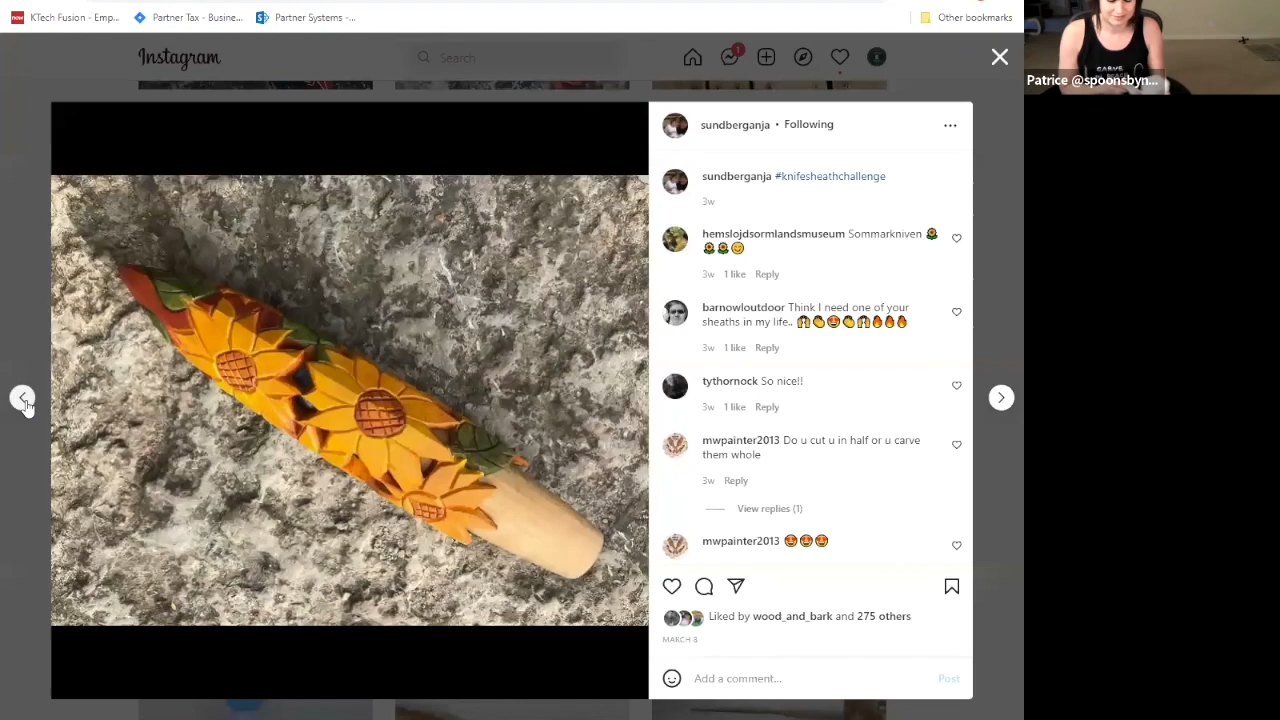 KTech Fusion - Emp...
Partner Tax - Busine...
Partner Systems -...
Other bookmarks
Instagram
Search
1
Patrice @spoonsbyn...
sundberganja • Following
sundberganja #knifesheathchallenge
3w
hemslojdsormlandsmuseum Sommarkniven 🌻
🌻🌻😊
3w 1 like Reply
barnowloutdoor Think I need one of your
sheaths in my life.. 🙌👏🤩👏🙌🔥🔥🔥
3w 1 like Reply
tythornock So nice!!
3w 1 like Reply
mwpainter2013 Do u cut u in half or u carve
them whole
3w Reply
View replies (1)
mwpainter2013 🤩🤩🤩
Liked by wood_and_bark and 275 others
MARCH 8
Add a comment...
Post